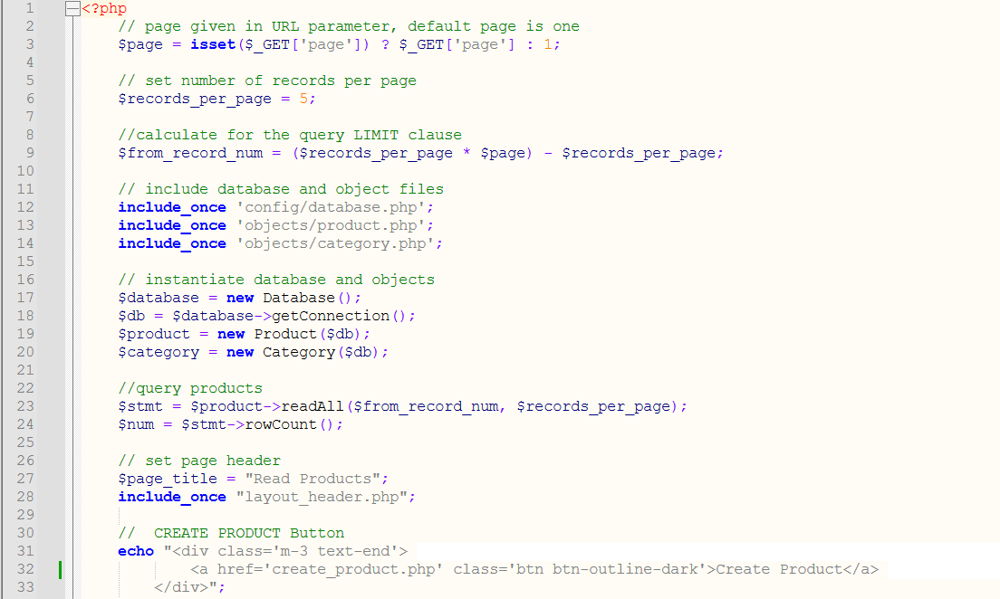 1 <?php
2 // page given in URL parameter, default page is one
3 $page = isset($_GET['page']) ? $_GET['page'] : 1;
4
5 // set number of records per page
6 $records_per_page = 5;
7
8 //calculate for the query LIMIT clause
9 $from_record_num = ($records_per_page * $page) - $records_per_page;
10
11 // include database and object files
12 include_once 'config/database.php';
13 include_once 'objects/product.php';
14 include_once 'objects/category.php';
15
16 // instantiate database and objects
17 $database = new Database();
18 $db = $database->getConnection();
19 $product = new Product($db);
20 $category = new Category($db);
21
22 //query products
23 $stmt = $product->readAll($from_record_num, $records_per_page);
24 $num = $stmt->rowCount();
25
26 // set page header
27 $page_title = "Read Products";
28 include_once "layout_header.php";
29
30 //  CREATE PRODUCT Button
31 echo "<div class='m-3 text-end'>
32 <a href='create_product.php' class='btn btn-outline-dark'>Create Product</a>
33 </div>";